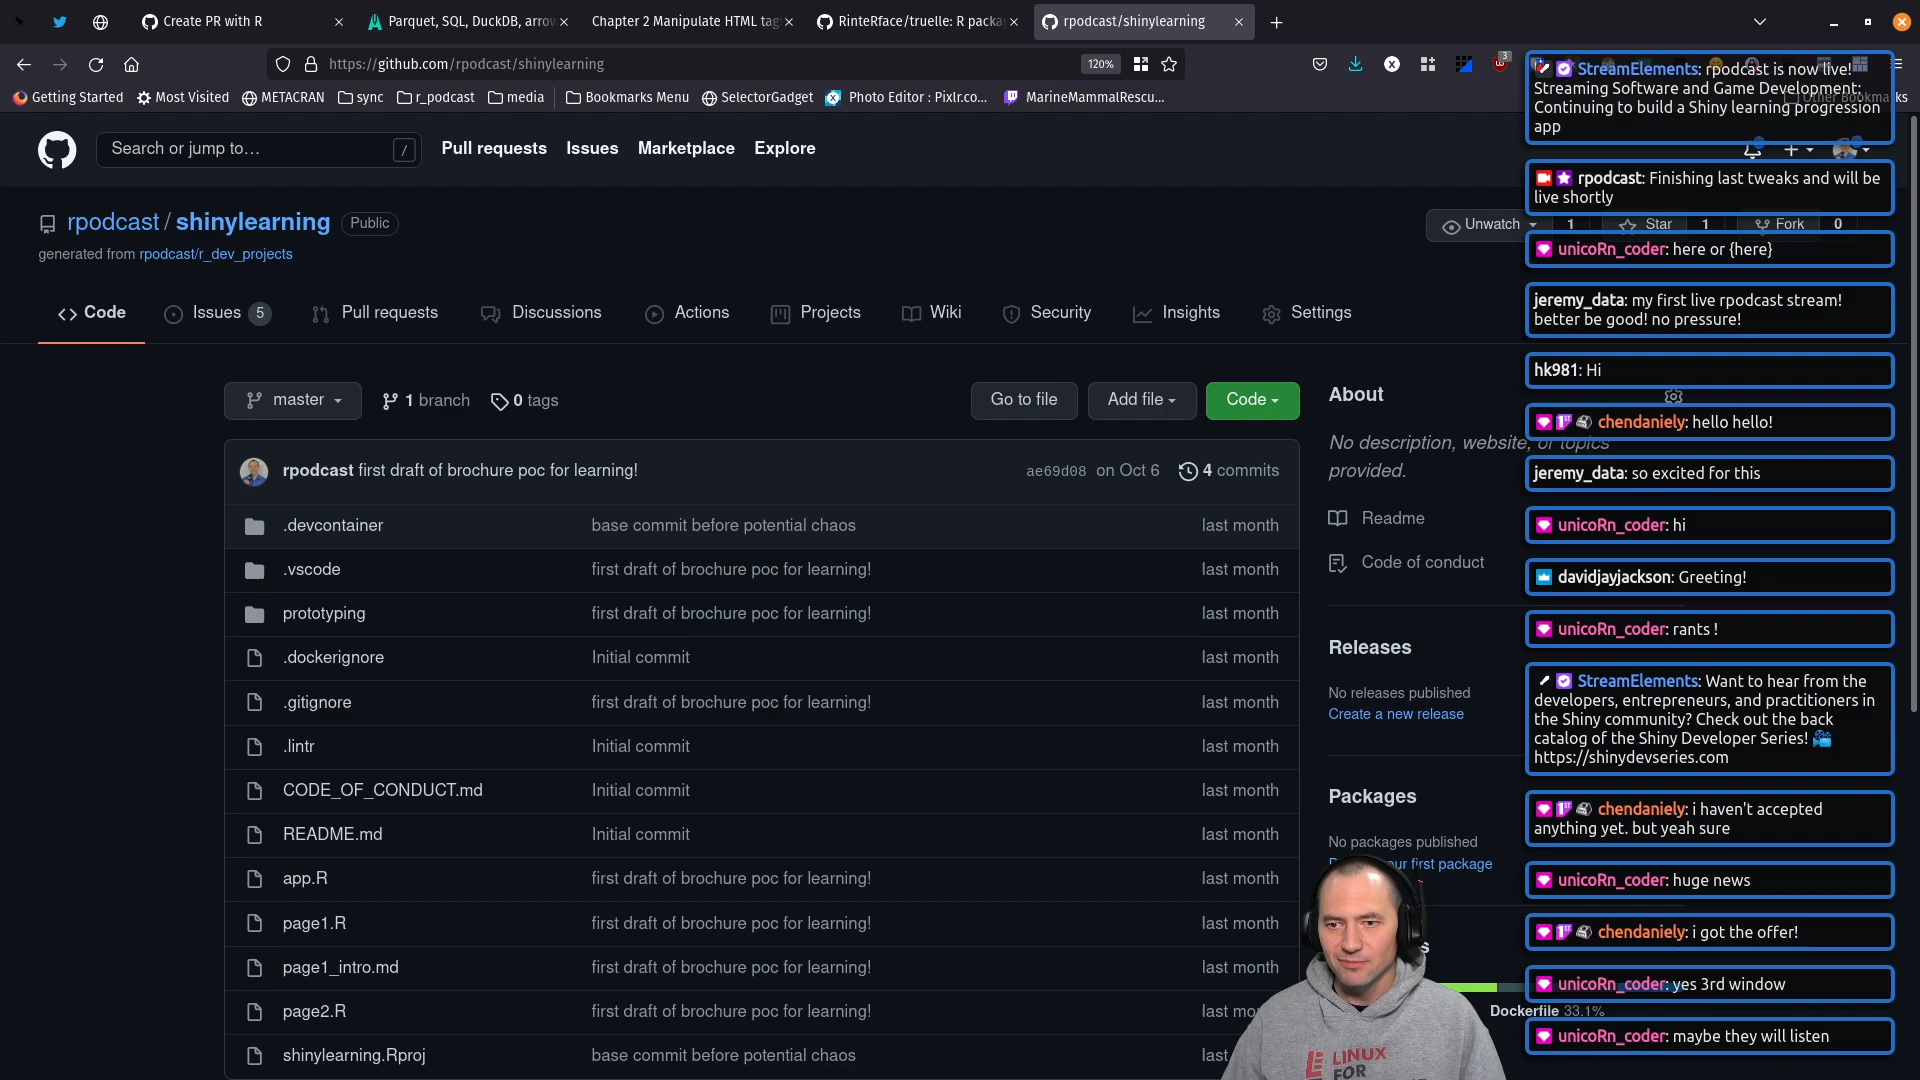 Create PR with R
Parquet, SQL, DuckDB, arrow
Chapter 2 Manipulate HTML tags
RinteRface/truelle: R packa
rpodcast/shinylearning
https://github.com/rpodcast/shinylearning
120%
3
Getting Started
Most Visited
METACRAN
sync
r_podcast
media
Bookmarks Menu
SelectorGadget
Photo Editor : Pixlr.co...
MarineMammalRescu...
Other Bookmarks
Search or jump to…
/
Pull requests
Issues
Marketplace
Explore
rpodcast / shinylearning
Public
generated from rpodcast/r_dev_projects
Unwatch
1
Star
1
Fork
0
Code
Issues 5
Pull requests
Discussions
Actions
Projects
Wiki
Security
Insights
Settings
master
1 branch
0 tags
Go to file
Add file
Code
rpodcast first draft of brochure poc for learning!
ae69d08 on Oct 6
4 commits
.devcontainer
base commit before potential chaos
last month
.vscode
first draft of brochure poc for learning!
last month
prototyping
first draft of brochure poc for learning!
last month
.dockerignore
Initial commit
last month
.gitignore
first draft of brochure poc for learning!
last month
.lintr
Initial commit
last month
CODE_OF_CONDUCT.md
Initial commit
last month
README.md
Initial commit
last month
app.R
first draft of brochure poc for learning!
last month
page1.R
first draft of brochure poc for learning!
last month
page1_intro.md
first draft of brochure poc for learning!
last month
page2.R
first draft of brochure poc for learning!
last mo
shinylearning.Rproj
base commit before potential chaos
last
About
No description, website, or topics
provided.
Readme
Code of conduct
Releases
No releases published
Create a new release
Packages
No packages published
our first package
s
Dockerfile 33.1%
LINUX
FOR
StreamElements: rpodcast is now live!
Streaming Software and Game Development:
Continuing to build a Shiny learning progression
app
rpodcast: Finishing last tweaks and will be
live shortly
unicoRn_coder: here or {here}
jeremy_data: my first live rpodcast stream!
better be good! no pressure!
hk981: Hi
chendaniely: hello hello!
jeremy_data: so excited for this
unicoRn_coder: hi
davidjayjackson: Greeting!
unicoRn_coder: rants !
StreamElements: Want to hear from the
developers, entrepreneurs, and practitioners in
the Shiny community? Check out the back
catalog of the Shiny Developer Series!
https://shinydevseries.com
chendaniely: i haven't accepted
anything yet. but yeah sure
unicoRn_coder: huge news
chendaniely: i got the offer!
unicoRn_coder: yes 3rd window
unicoRn_coder: maybe they will listen